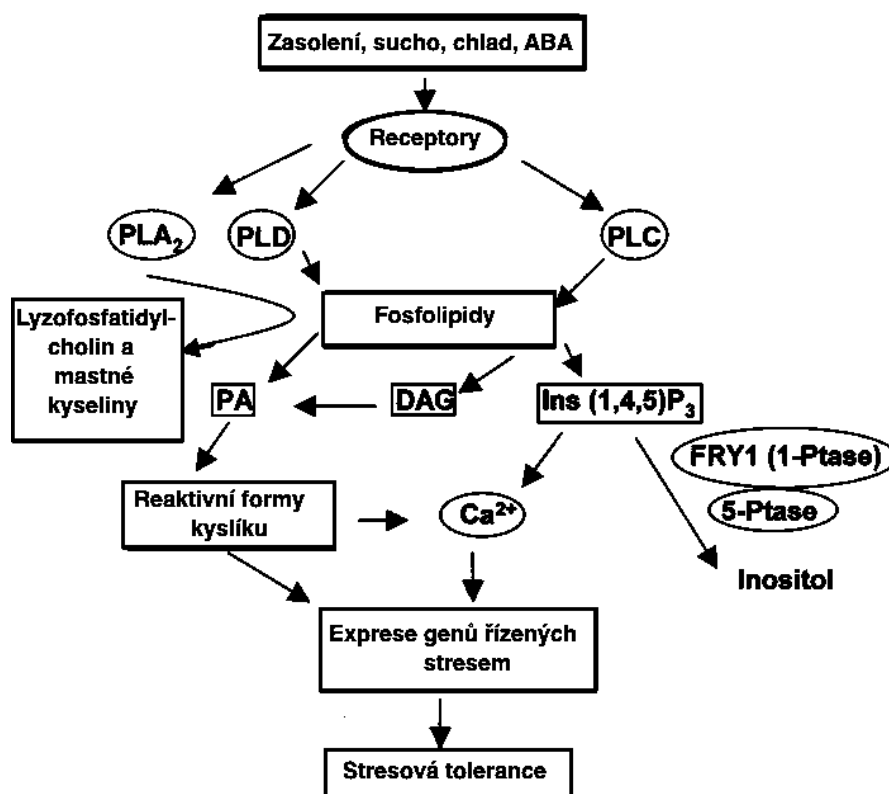 Zasolení, sucho, chlad, ABA
Receptory
PLA₂
PLD
PLC
Lyzofosfatidyl-
cholin a
mastné
kyseliny
Fosfolipidy
PA
DAG
Ins (1,4,5)P₃
FRY1 (1-Ptase)
5-Ptase
Reaktivní formy
kyslíku
Ca²⁺
Inositol
Exprese genů řízených
stresem
Stresová tolerance